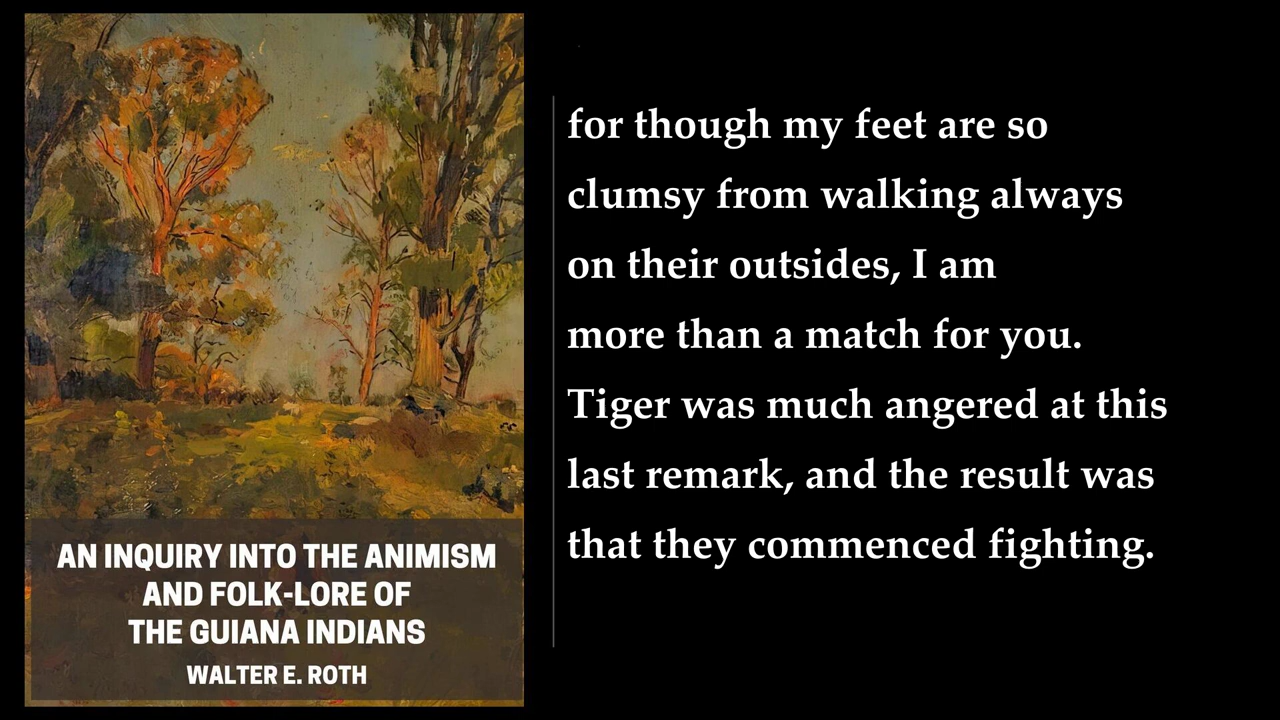 AN INQUIRY INTO THE ANIMISM
AND FOLK-LORE OF
THE GUIANA INDIANS
WALTER E. ROTH
for though my feet are so
clumsy from walking always
on their outsides, I am
more than a match for you.
Tiger was much angered at this
last remark, and the result was
that they commenced fighting.